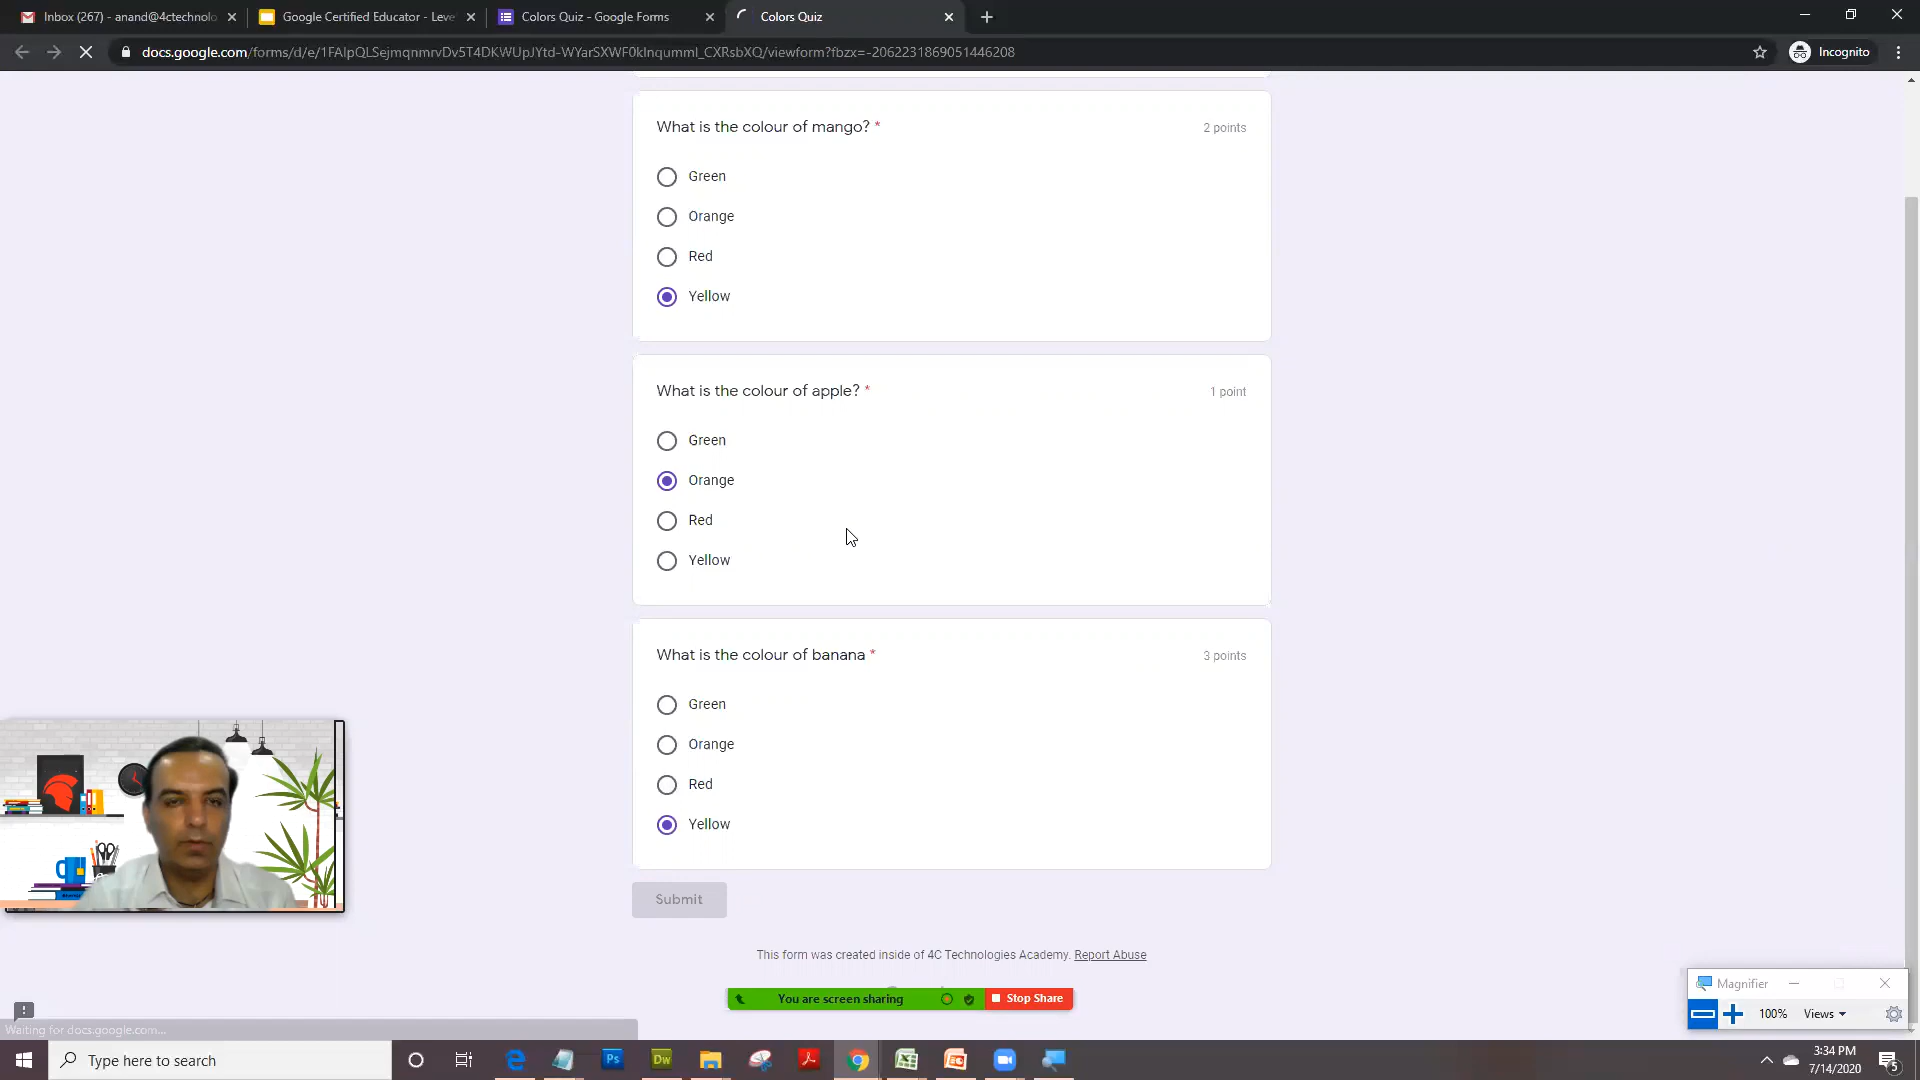 Inbox (267) - anand@4ctechnolo
Google Certified Educator - Leve
Colors Quiz - Google Forms
Colors Quiz
docs.google.com/forms/d/e/1FAIpQLSejmqnmrvDv5T4DKWUpJYtd-WYarSXWF0kInqumml_CXRsbXQ/viewform?fbzx=-2062231869051446208
Incognito
What is the colour of mango? *
2 points
Green
Orange
Red
Yellow
What is the colour of apple? *
1 point
Green
Orange
Red
Yellow
What is the colour of banana *
3 points
Green
Orange
Red
Yellow
Submit
This form was created inside of 4C Technologies Academy. Report Abuse
You are screen sharing
Stop Share
Magnifier
100%
Views
Waiting for docs.google.com...
Type here to search
Ps
Dw
3:34 PM
7/14/2020
5